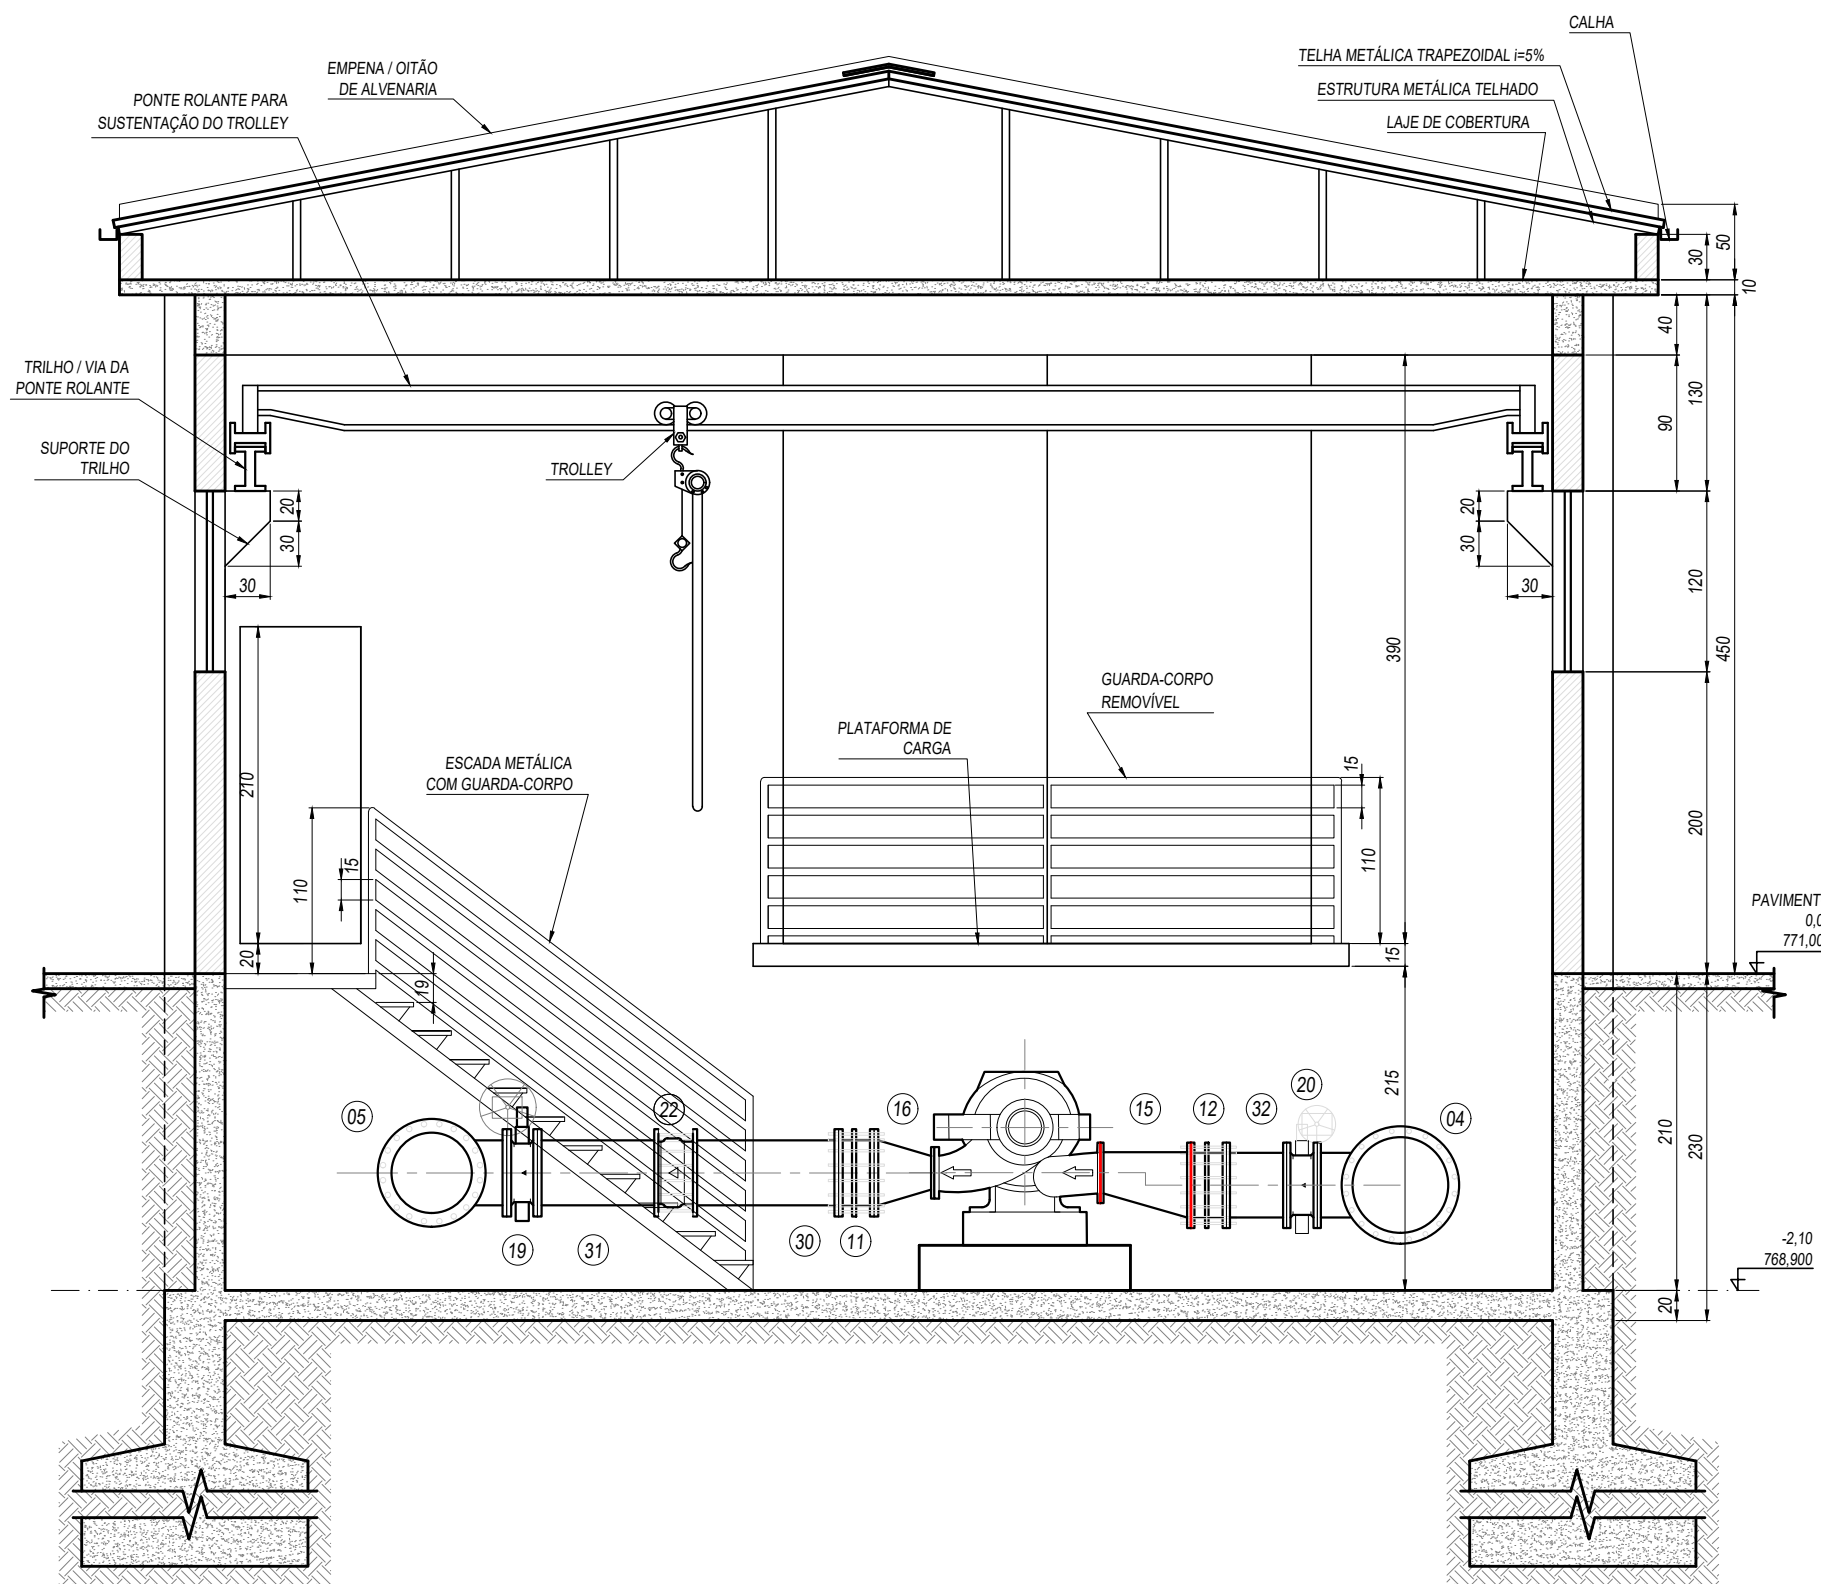 CALHA
TELHA METÁLICA TRAPEZOIDAL i=5%
ESTRUTURA METÁLICA TELHADO
LAJE DE COBERTURA
EMPENA / OITÃO
DE ALVENARIA
PONTE ROLANTE PARA
SUSTENTAÇÃO DO TROLLEY
50
30
10
40
TRILHO / VIA DA
PONTE ROLANTE
130
90
SUPORTE DO
TRILHO
TROLLEY
20
30
30
20
30
30
120
390
450
GUARDA-CORPO
REMOVÍVEL
PLATAFORMA DE
CARGA
ESCADA METÁLICA
COM GUARDA-CORPO
210
15
110
20
19
15
110
15
200
PAVIMENT
0,0
771,00
215
210
230
05
22
16
15
12
32
20
04
19
31
30
11
-2,10
768,900
20